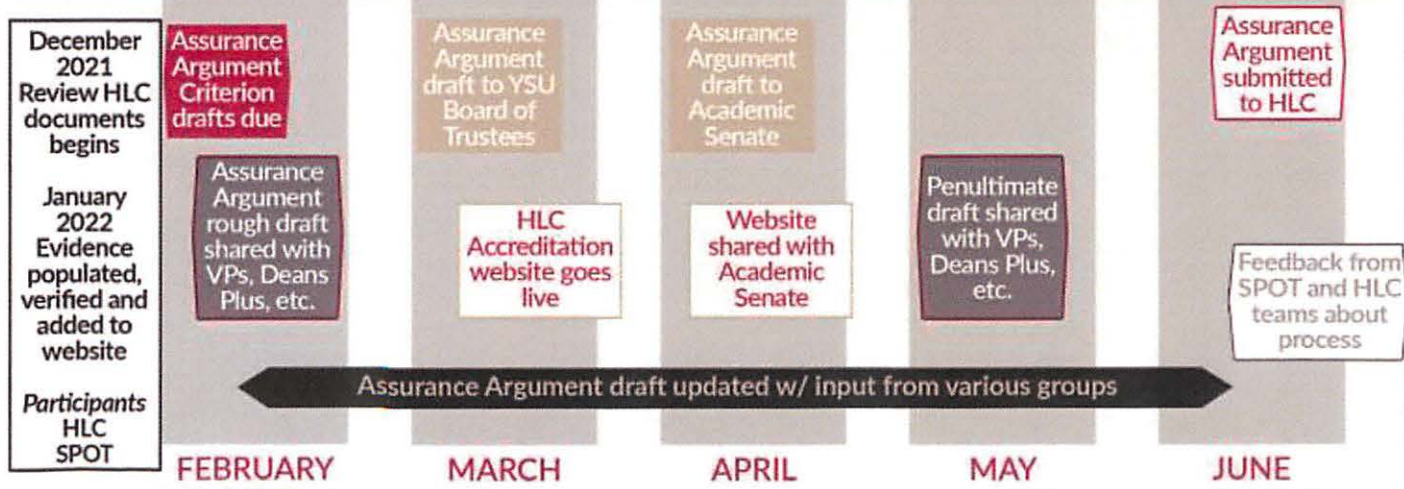 December
2021
Review HLC
documents
begins
January
2022
Evidence
populated,
verified and
added to
website
Participants
HLC
SPOT
Assurance
Argument
Criterion
drafts due
Assurance
Argument
rough draft
shared with
VPs, Deans
Plus, etc.
Assurance
Argument
draft to YSU
Board of
Trustees
HLC
Accreditation
website goes
live
Assurance
Argument
draft to
Academic
Senate
Website
shared with
Academic
Senate
Penultimate
draft shared
with VPs,
Deans Plus,
etc.
Assurance
Argument
submitted
to HLC
Feedback from
SPOT and HLC
teams about
process
Assurance Argument draft updated w/ input from various groups
FEBRUARY
MARCH
APRIL
MAY
JUNE